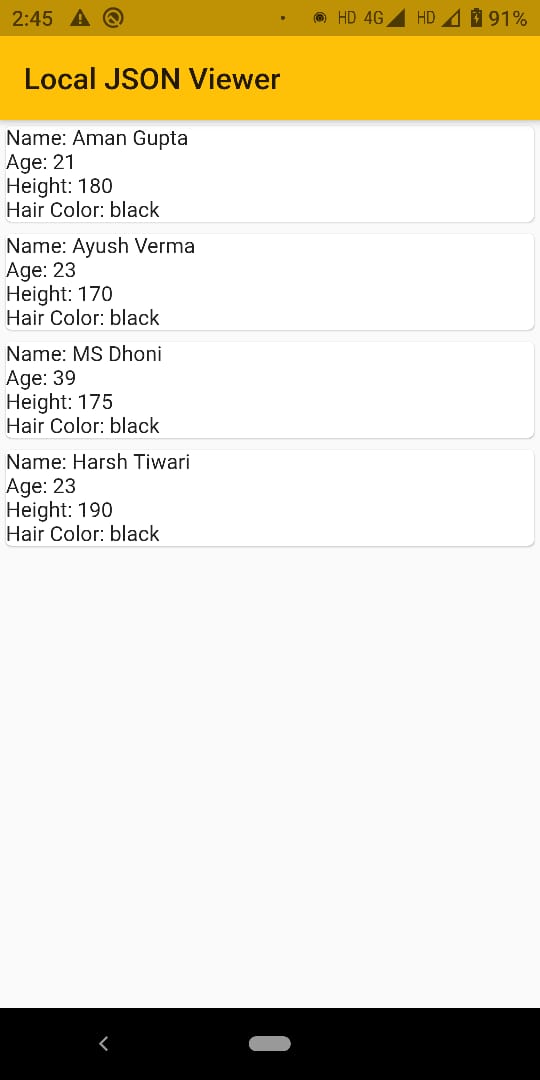 2:45 HD 4G HD 91%
Local JSON Viewer
Name: Aman Gupta
Age: 21
Height: 180
Hair Color: black
Name: Ayush Verma
Age: 23
Height: 170
Hair Color: black
Name: MS Dhoni
Age: 39
Height: 175
Hair Color: black
Name: Harsh Tiwari
Age: 23
Height: 190
Hair Color: black